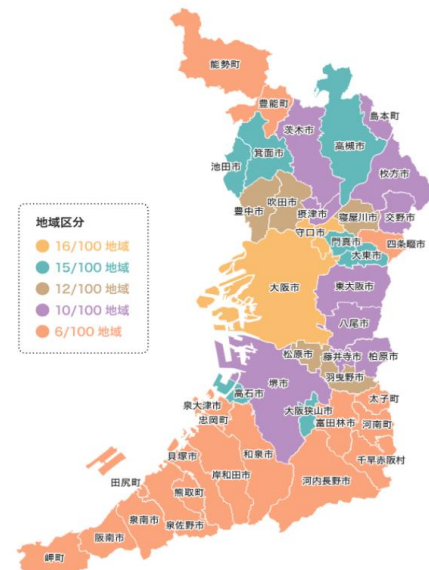 能勢町
豊能町
島本町
茨木市
高槻市
箕面市
池田市
枚方市
吹田市
摂津市
豊中市
寝屋川市
交野市
守口市
門真市
四条畷市
大東市
地域区分
16/100 地域
15/100 地域
12/100 地域
10/100 地域
6/100 地域
大阪市
東大阪市
八尾市
松原市
藤井寺市
柏原市
羽曳野市
堺市
高石市
太子町
泉大津市
大阪狭山市
忠岡町
富田林市
河南町
和泉市
貝塚市
千早赤阪村
岸和田市
田尻町
河内長野市
熊取町
泉南市
泉佐野市
阪南市
岬町